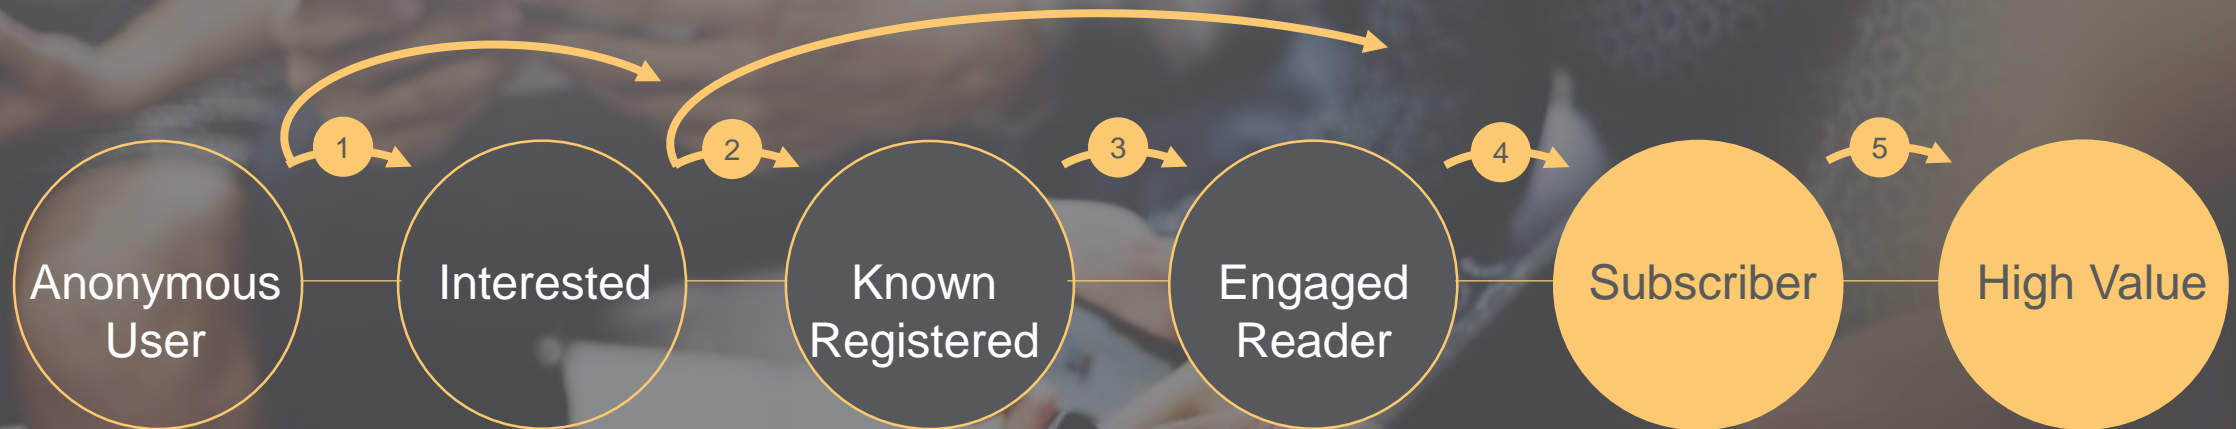 1
2
3
4
5
Anonymous
User
Interested
Known
Registered
Engaged
Reader
Subscriber
High Value